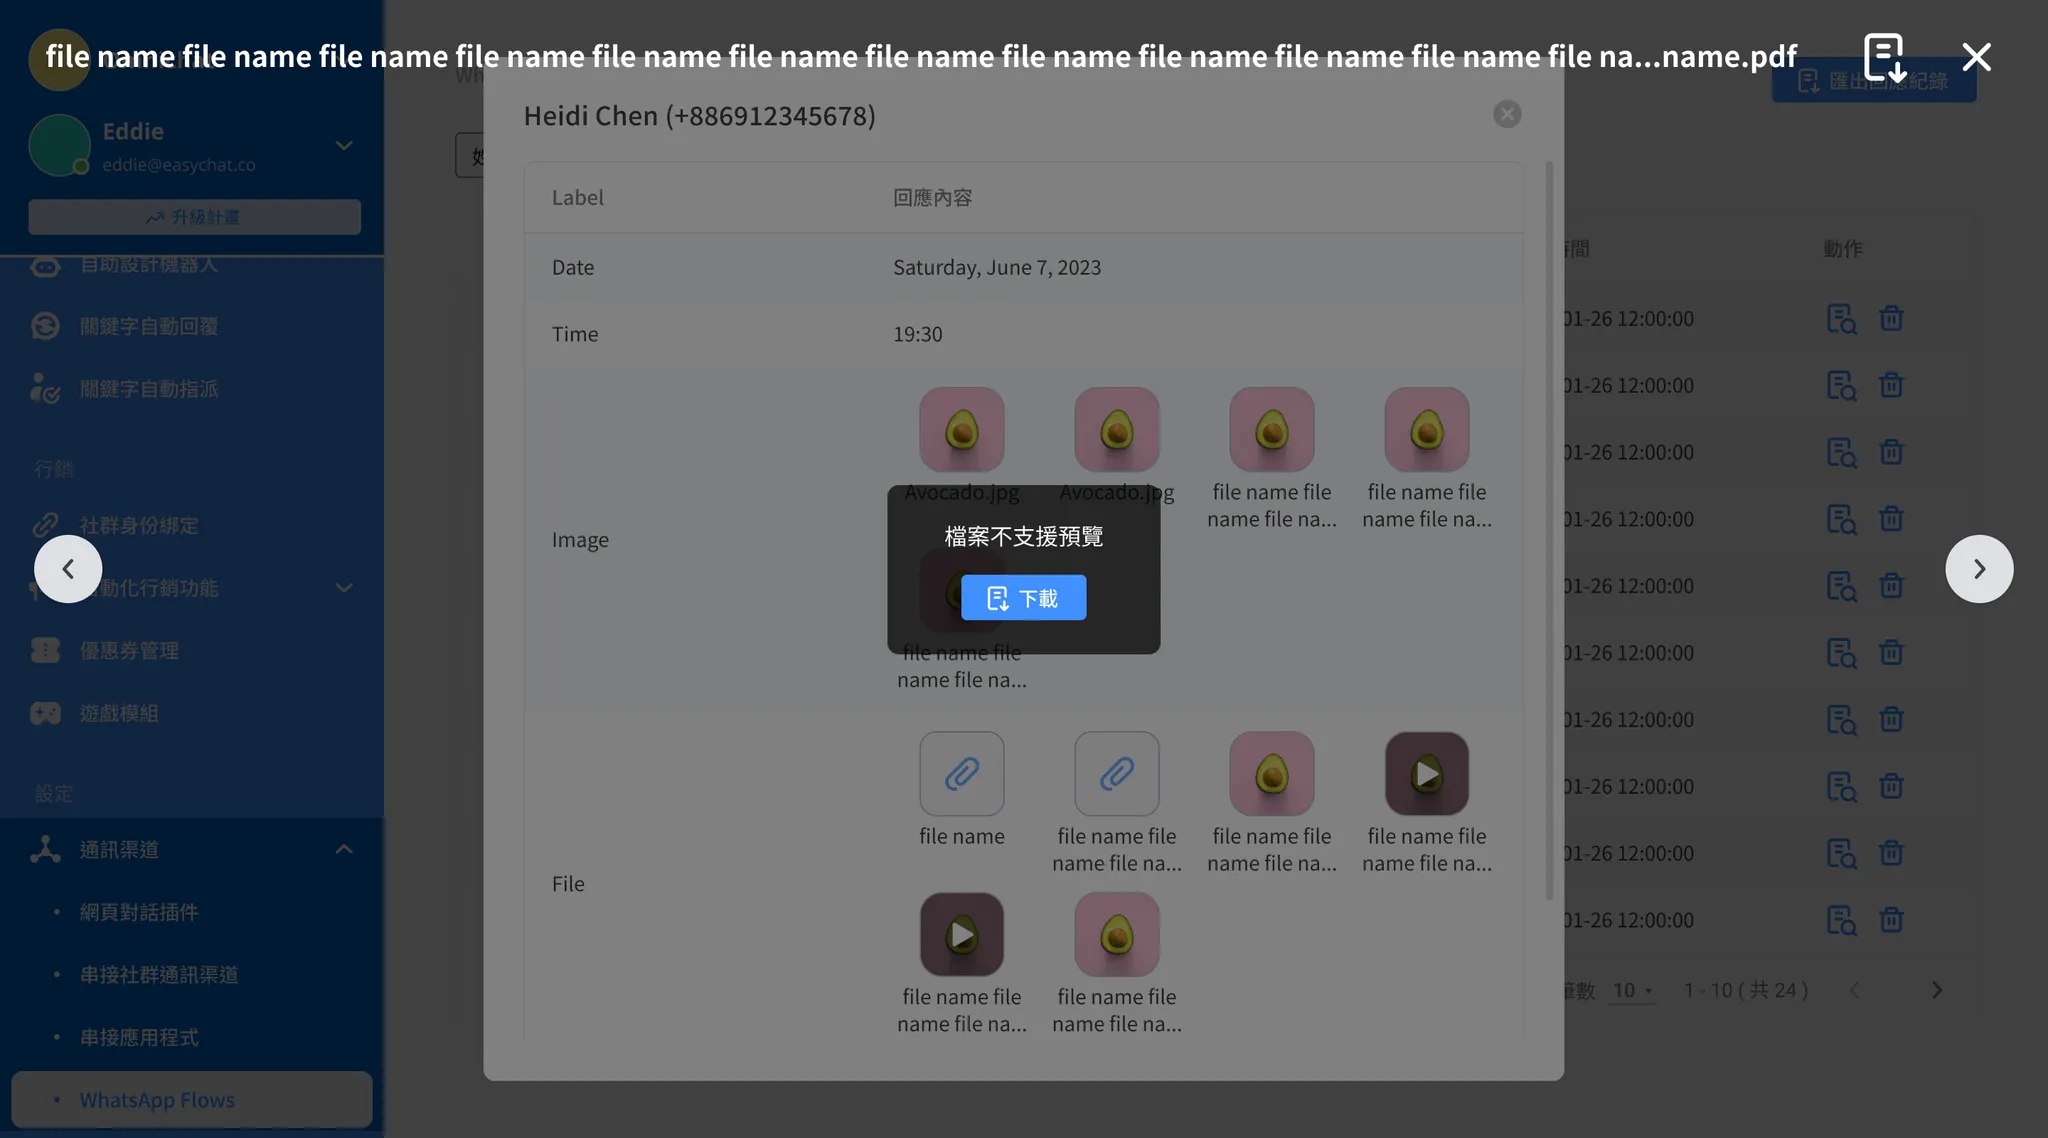 file name file name file name file name file name file name file name file name file name file name file name file na...name.pdf
Eddie
eddie@easychat.co
升級計畫
自助設計機器人
關鍵字自動回覆
關鍵字自動指派
行銷
社群身份綁定
動化行銷功能
優惠券管理
遊戲模組
設定
通訊渠道
網頁對話插件
串接社群通訊渠道
串接應用程式
WhatsApp Flows
Wh
匯出回應紀錄
Heidi Chen (+886912345678)
Label
回應內容
Date
Saturday, June 7, 2023
Time
19:30
Image
Avocado.jpg
Avocado.jpg
file name file
name file na...
file name file
name file na...
檔案不支援預覽
下載
file name file
name file na...
File
file name
file name file
name file na...
file name file
name file na...
file name file
name file na...
file name file
name file na...
file name file
name file na...
間
動作
01-26 12:00:00
01-26 12:00:00
01-26 12:00:00
01-26 12:00:00
01-26 12:00:00
01-26 12:00:00
01-26 12:00:00
01-26 12:00:00
01-26 12:00:00
01-26 12:00:00
筆數 10
1 - 10 ( 共 24 )